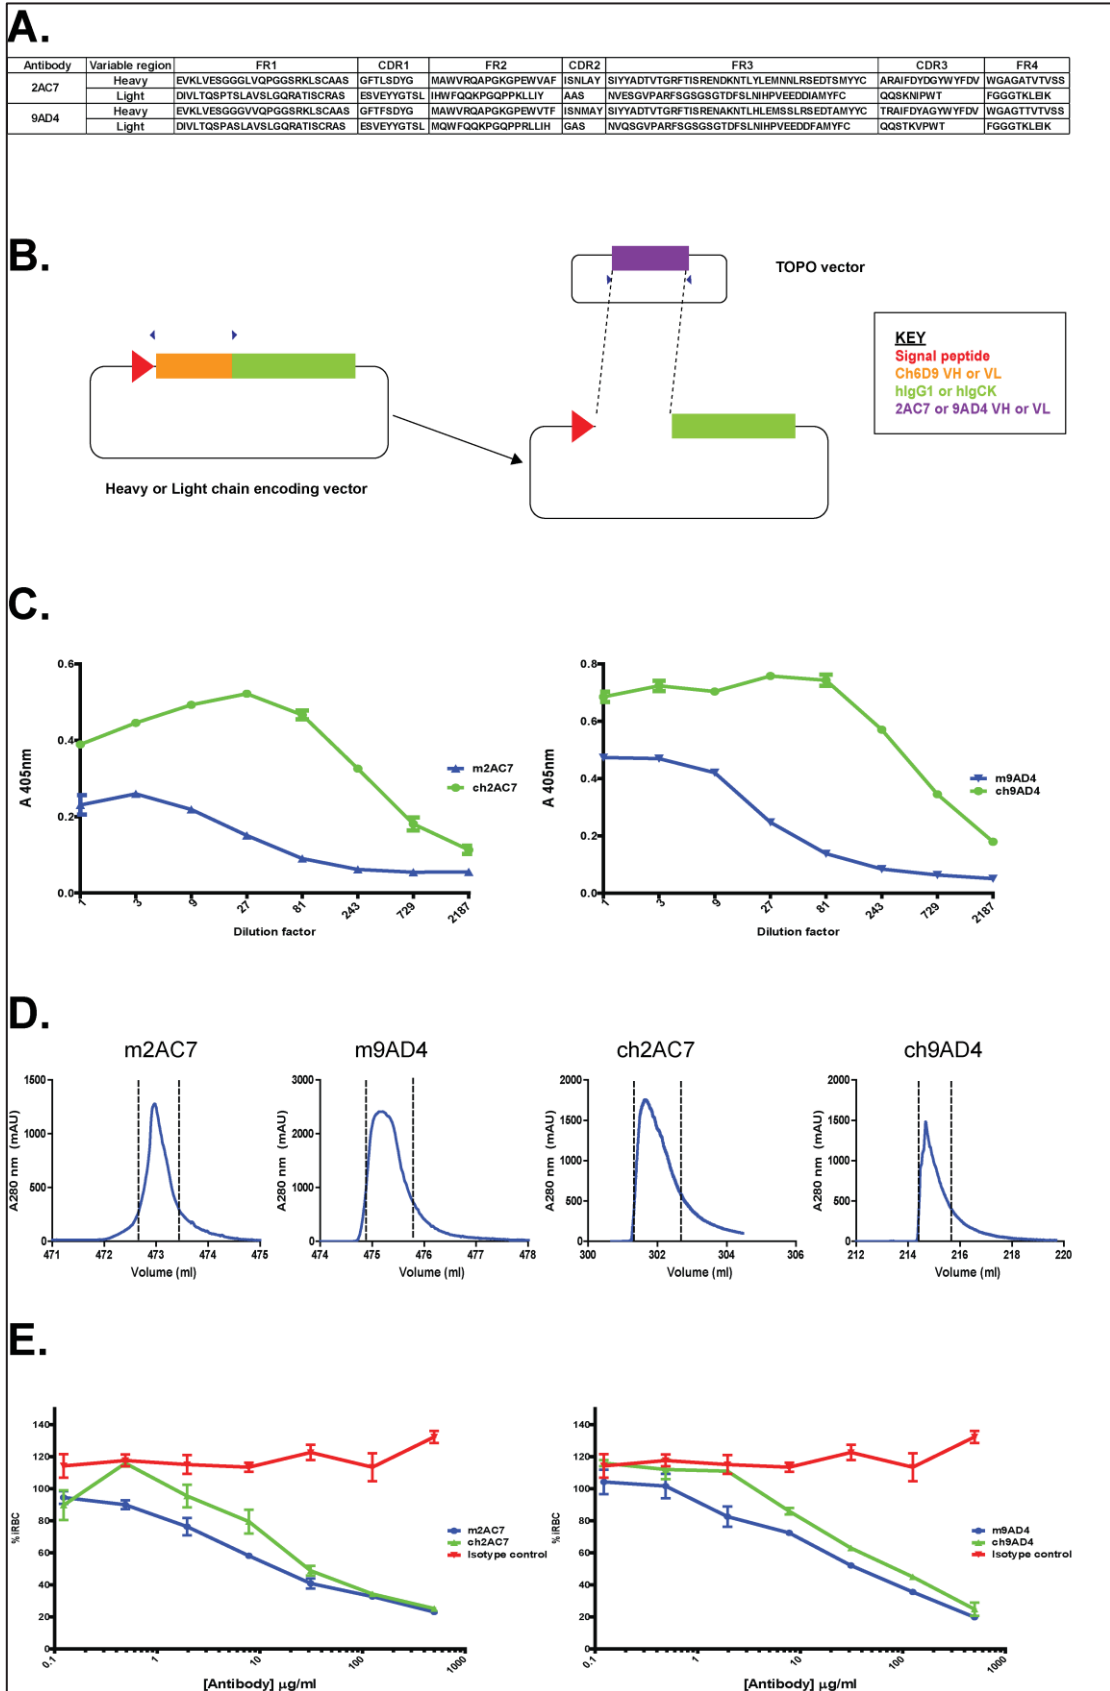 A.
Antibody Variable region FR1 CDR1 FR2 CDR2 FR3 CDR3 FR4
2AC7 Heavy EVKLVESGGGLVQPGGSRKLSCAAS GFTLSDYG MAWVRQAPGKGPEWVAF ISNLAY SIYYADTVTGRFTISRENDKNTLYLEMNNLRSEDTSMYYC ARAIFDYDGYWYFDV WGAGATVTVSS
Light DIVLTQSPTSLAVSLGQRATISCRAS ESVEYYGTSL IHWFQQKPGQPPKLLIY AAS NVESGVPARFSGSGSGTDFSLNIHPVEEDDIAMYFC QQSKNIPWT FGGGTKLEIK
9AD4 Heavy EVKLVESGGGVVQPGGSRKLSCAAS GFTFSDYG MAWVRQAPGKGPEWVTF ISNMAY SIYYADTVTGRFTISRENAKNTLHLEMSSLRSEDTAMYYC TRAIFDYAGYWYFDV WGAGTTVTVSS
Light DIVLTQSPASLAVSLGQRATISCRAS ESVEYYGTSL MQWFQQKPGQPPRLLIH GAS NVQSGVPARFSGSGSGTDFSLNIHPVEEDDFAMYFC QQSTKVPWT FGGGTKLEIK
B.
TOPO vector
KEY
Signal peptide
Ch6D9 VH or VL
hIgG1 or hIgCK
2AC7 or 9AD4 VH or VL
Heavy or Light chain encoding vector
C.
0.6
0.4
0.2
0.0
A 405nm
1 3 9 27 81 243 729 2187
Dilution factor
m2AC7
ch2AC7
0.8
0.6
0.4
0.2
0.0
A 405nm
1 3 9 27 81 243 729 2187
Dilution factor
m9AD4
ch9AD4
D.
m2AC7
1500
1000
500
0
A280 nm (mAU)
471 472 473 474 475
Volume (ml)
m9AD4
3000
2000
1000
0
A280 nm (mAU)
474 475 476 477 478
Volume (ml)
ch2AC7
2000
1500
1000
500
0
A280 nm (mAU)
300 302 304 306
Volume (ml)
ch9AD4
2000
1500
1000
500
0
A280 nm (mAU)
212 214 216 218 220
Volume (ml)
E.
140
120
100
80
60
40
20
0
%iRBC
0.1 1 10 100 1000
[Antibody] μg/ml
m2AC7
ch2AC7
Isotype control
140
120
100
80
60
40
20
0
%iRBC
0.1 1 10 100 1000
[Antibody] μg/ml
m9AD4
ch9AD4
Isotype control